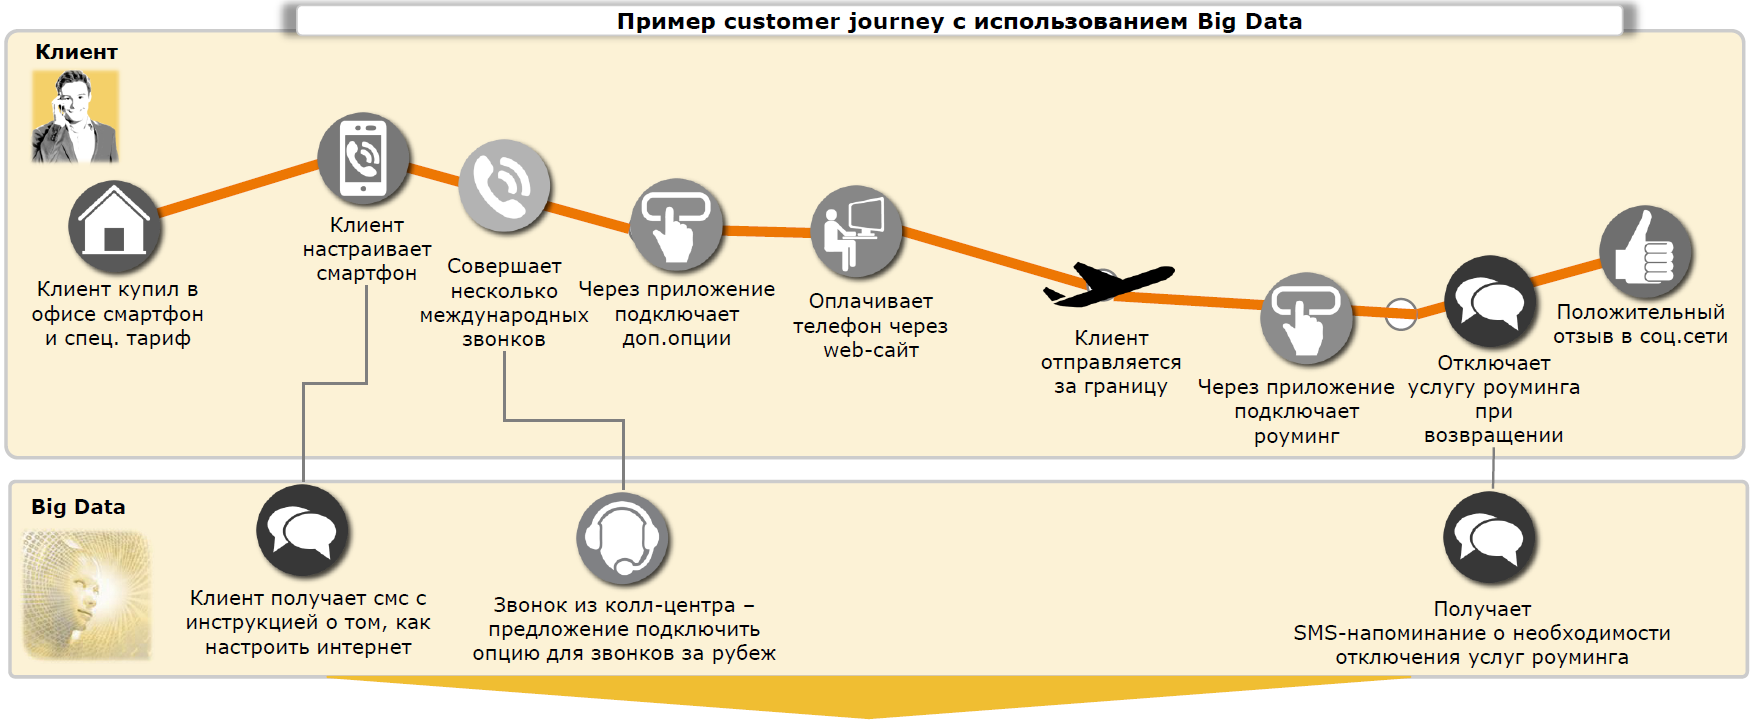 Пример customer journey с использованием Big Data
Клиент
Клиент купил в
офисе смартфон
и спец. тариф
Клиент
настраивает
смартфон
Совершает
несколько
международных
звонков
Через приложение
подключает
доп.опции
Оплачивает
телефон через
web-сайт
Клиент
отправляется
за границу
Через приложение
подключает
роуминг
Отключает
услугу роуминга
при
возвращении
Положительный
отзыв в соц.сети
Big Data
Клиент получает смс с
инструкцией о том, как
настроить интернет
Звонок из колл-центра –
предложение подключить
опцию для звонков за рубеж
Получает
SMS-напоминание о необходимости
отключения услуг роуминга